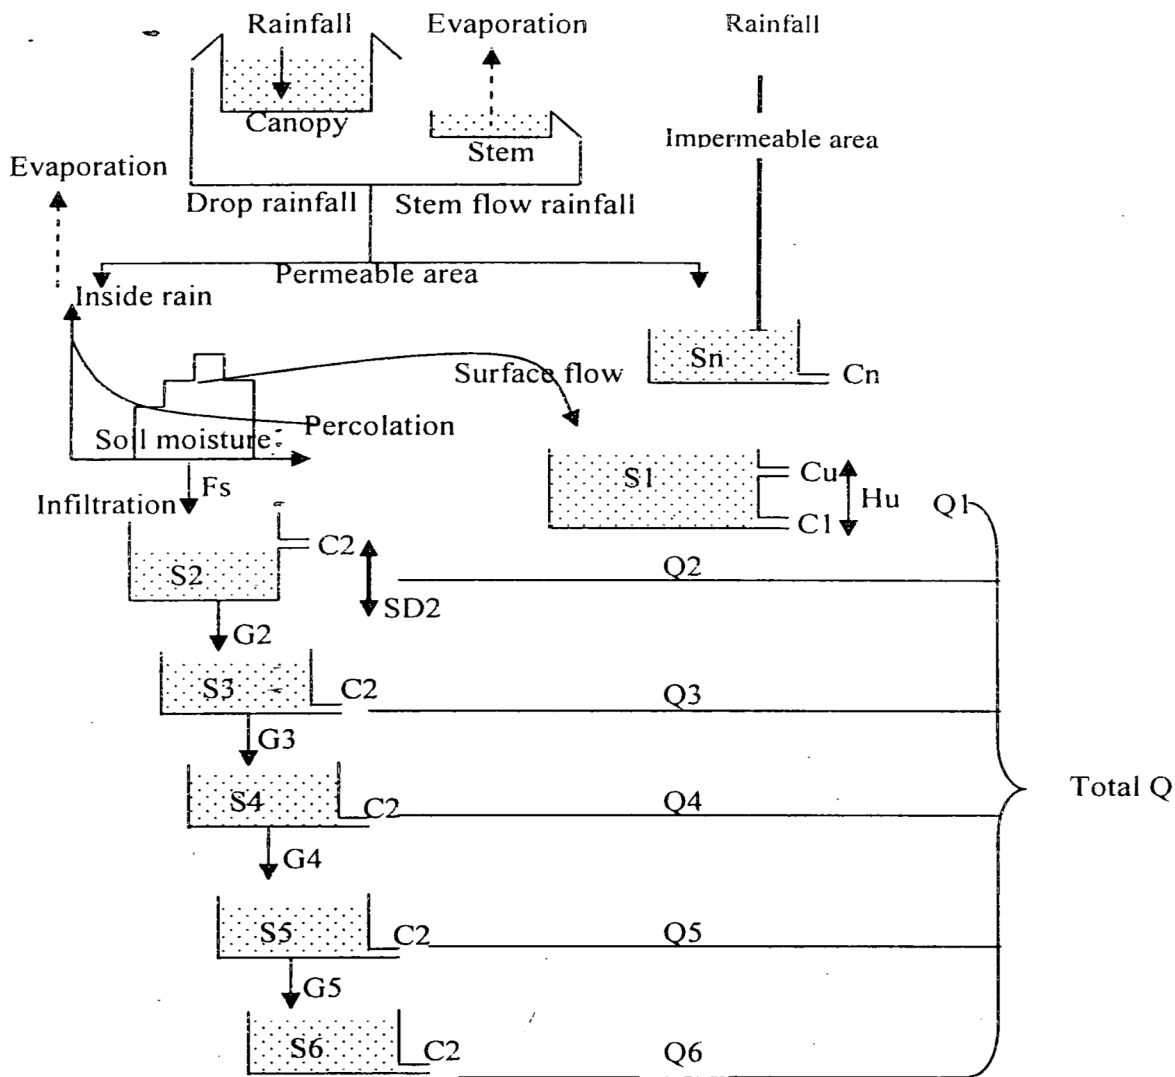 Rainfall
Evaporation
Rainfall
Canopy
Stem
Impermeable area
Evaporation
Drop rainfall
Stem flow rainfall
Permeable area
Inside rain
Sn
Cn
Surface flow
Percolation
Soil moisture
Fs
Infiltration
S1
Cu
Hu
C1
Q1
C2
S2
Q2
SD2
G2
S3
C2
Q3
G3
S4
C2
Q4
Total Q
G4
S5
C2
Q5
G5
S6
C2
Q6